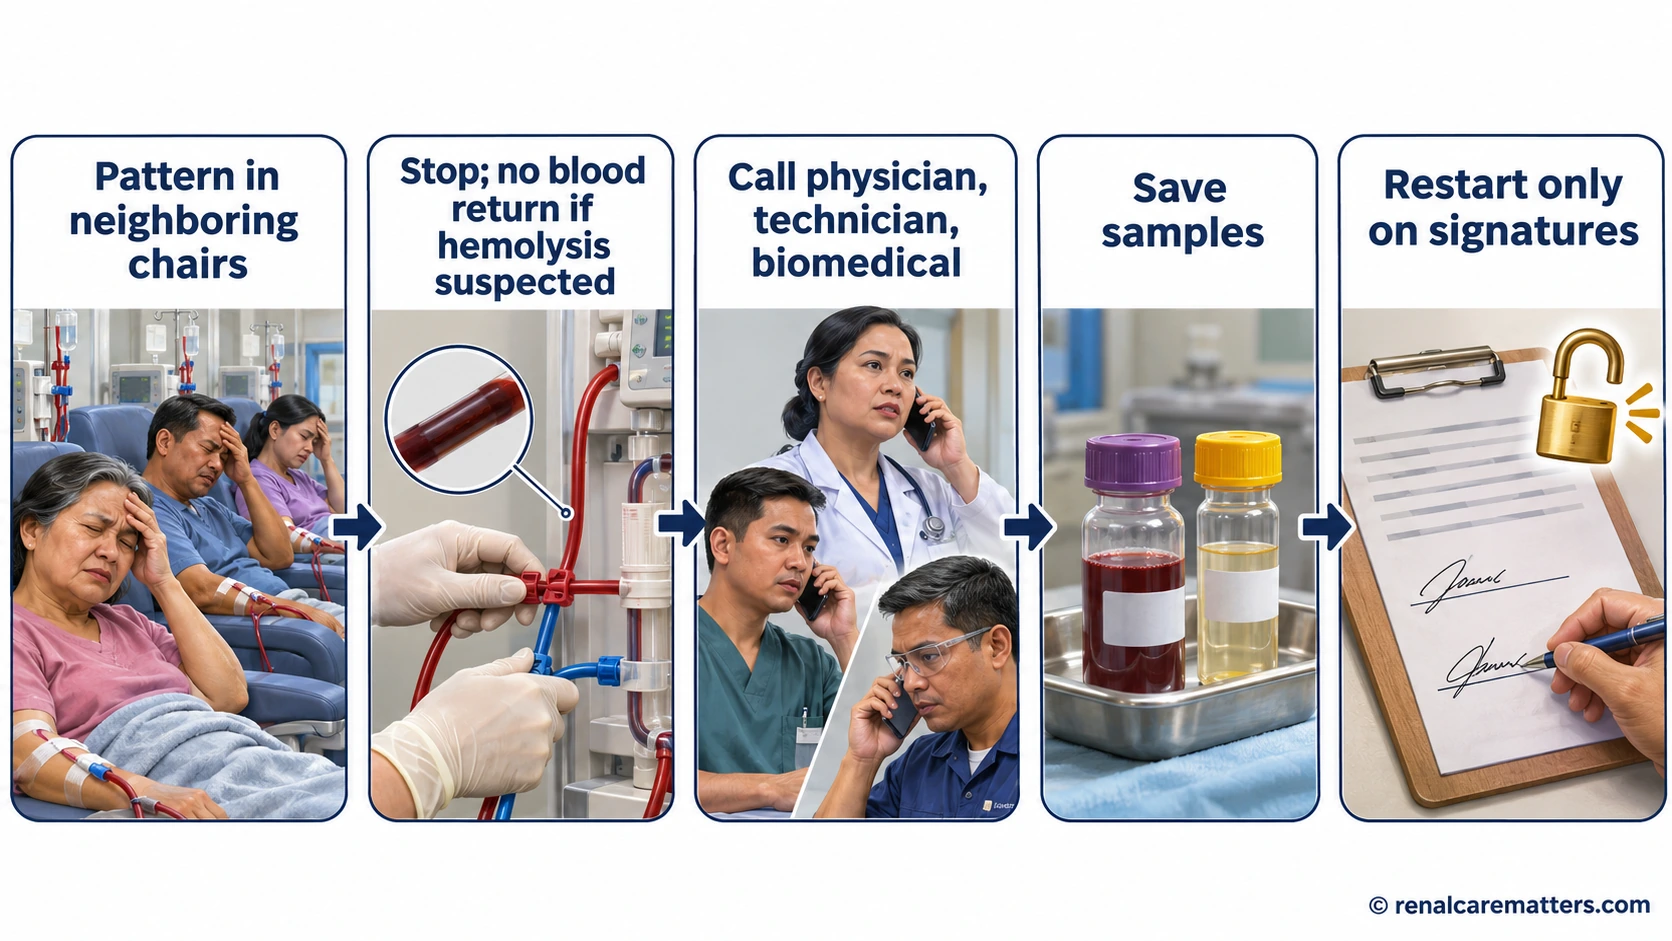 Pattern in
neighboring
chairs
Stop; no blood
return if
hemolysis
suspected
Call physician,
technician,
biomedical
Save
samples
Restart only
on signatures
© renalcarematters.com